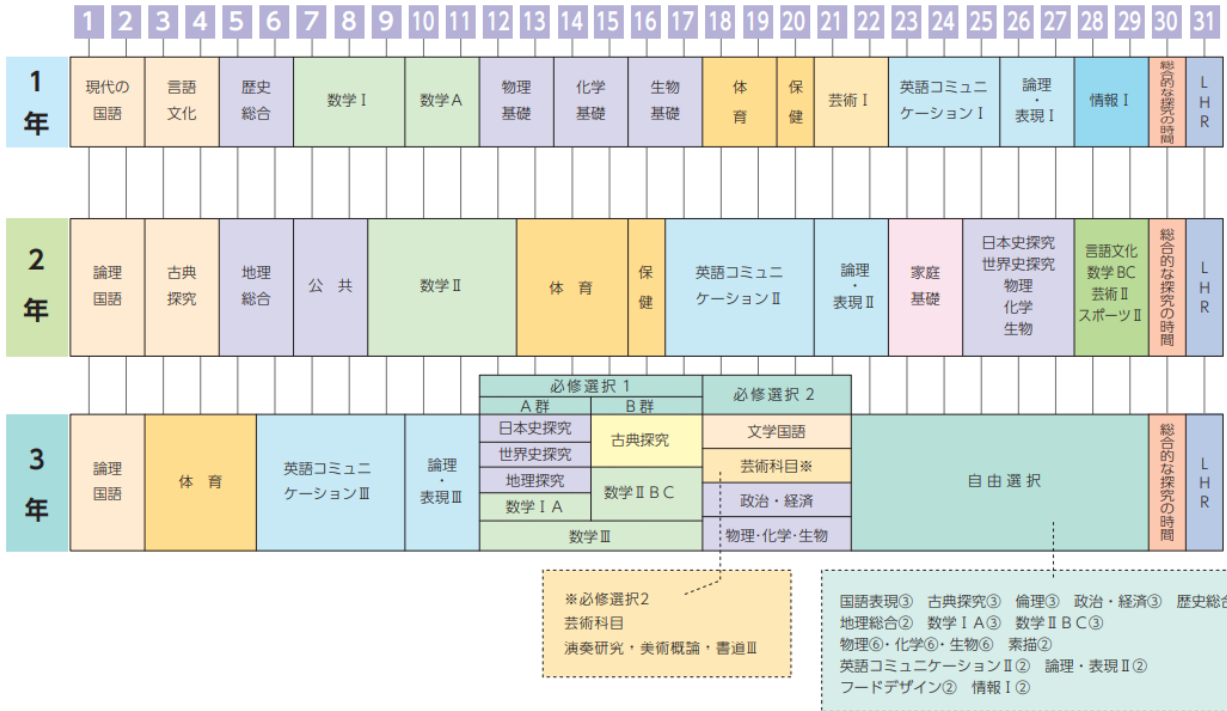 1 2 3 4 5 6 7 8 9 10 11 12 13 14 15 16 17 18 19 20 21 22 23 24 25 26 27 28 29 30 31
1年
現代の国語
言語文化
歴史総合
数学Ⅰ
数学A
物理基礎
化学基礎
生物基礎
体育
保健
芸術Ⅰ
英語コミュニケーションⅠ
論理・表現Ⅰ
情報Ⅰ
総合的な探究の時間
LHR
2年
論理国語
古典探究
地理総合
公共
数学Ⅱ
体育
保健
英語コミュニケーションⅡ
論理・表現Ⅱ
家庭基礎
日本史探究
世界史探究
物理
化学
生物
言語文化
数学BC
芸術Ⅱ
スポーツⅡ
総合的な探究の時間
LHR
3年
論理国語
体育
英語コミュニケーションⅢ
論理・表現Ⅲ
必修選択1
A群
B群
日本史探究
世界史探究
地理探究
数学ⅠA
古典探究
数学ⅡBC
数学Ⅲ
必修選択2
文学国語
芸術科目※
政治・経済
物理・化学・生物
自由選択
総合的な探究の時間
LHR
※必修選択2
芸術科目
演奏研究・美術概論・書道Ⅲ
国語表現③ 古典探究③ 倫理③ 政治・経済③ 歴史総合
地理総合② 数学ⅠA③ 数学ⅡBC③
物理⑥・化学⑥・生物⑥ 素描②
英語コミュニケーションⅡ② 論理・表現Ⅱ②
フードデザイン② 情報Ⅰ②